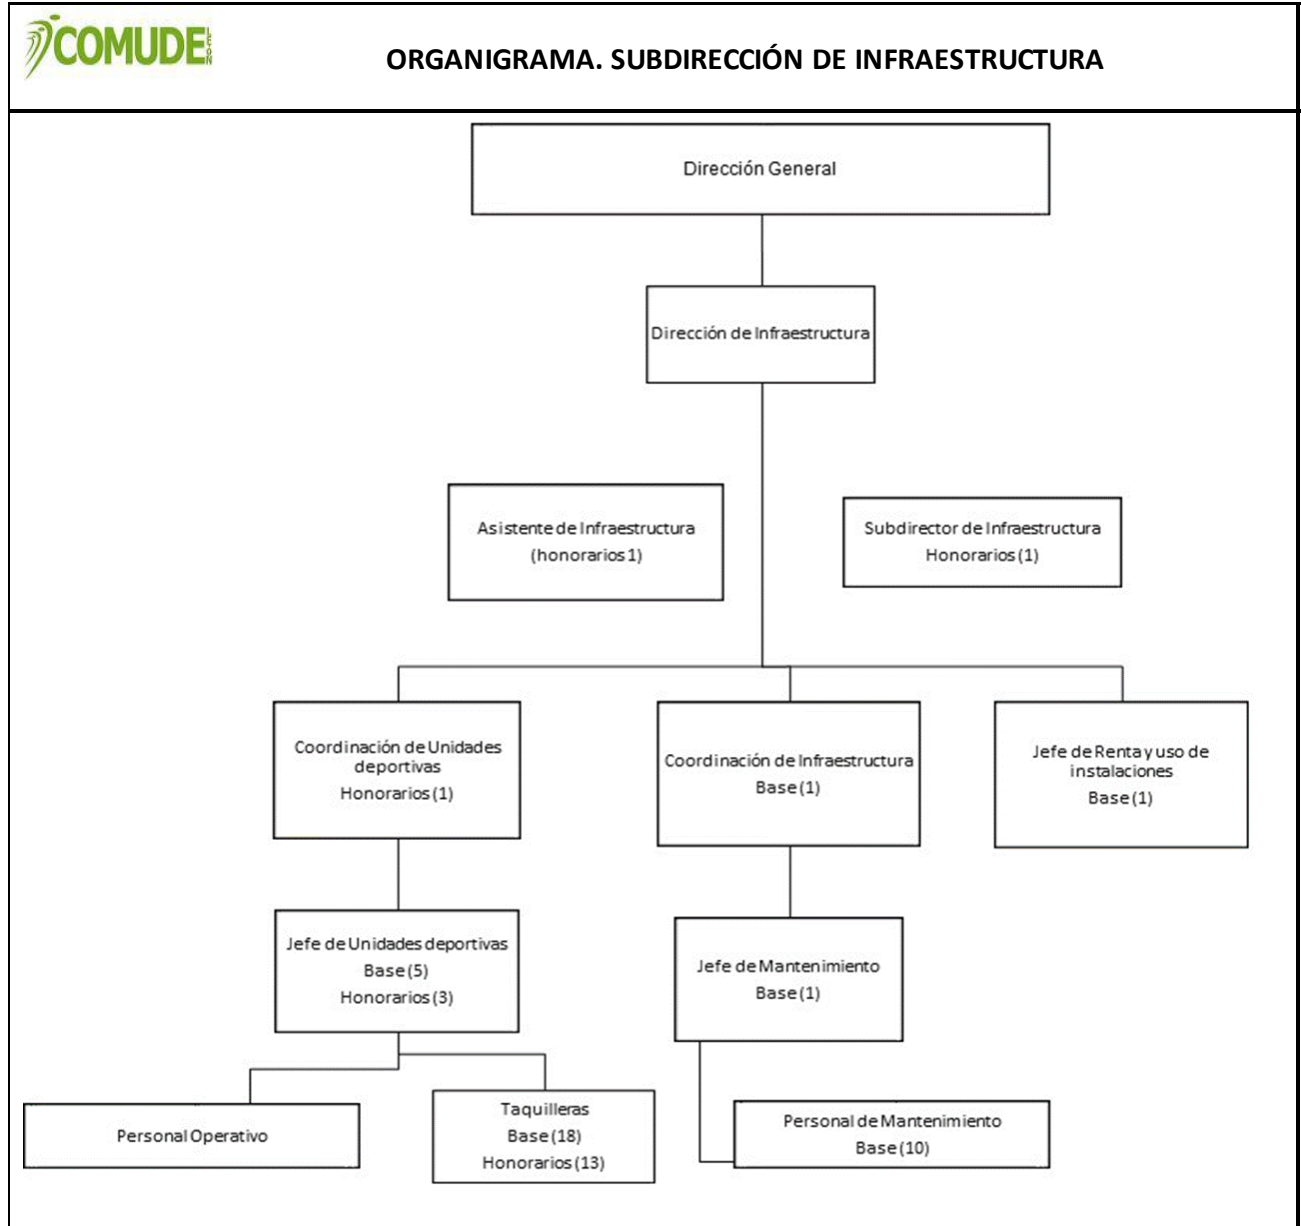 COMUDE
LEÓN
ORGANIGRAMA. SUBDIRECCIÓN DE INFRAESTRUCTURA
Dirección General
Dirección de Infraestructura
Asistente de Infraestructura
(honorarios 1)
Subdirector de Infraestructura
Honorarios (1)
Coordinación de Unidades
deportivas
Honorarios (1)
Coordinación de Infraestructura
Base (1)
Jefe de Renta y uso de
instalaciones
Base (1)
Jefe de Unidades deportivas
Base (5)
Honorarios (3)
Jefe de Mantenimiento
Base (1)
Personal Operativo
Taquilleras
Base (18)
Honorarios (13)
Personal de Mantenimiento
Base (10)